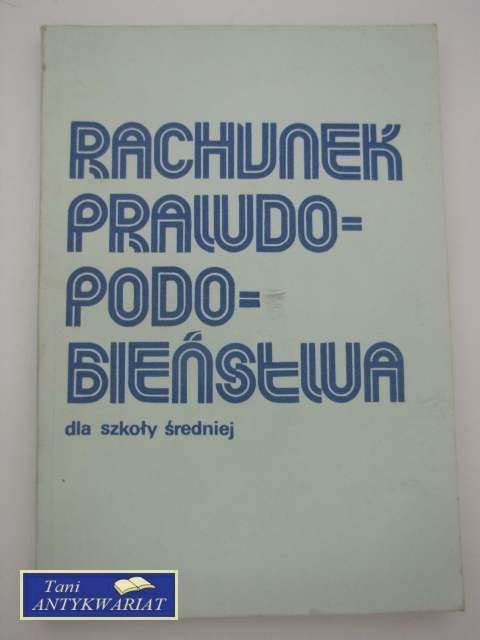 RACHUNEK
PRAWDO=
PODO=
BIEŃSTWA
dla szkoły średniej
Tani
ANTYKWARIAT